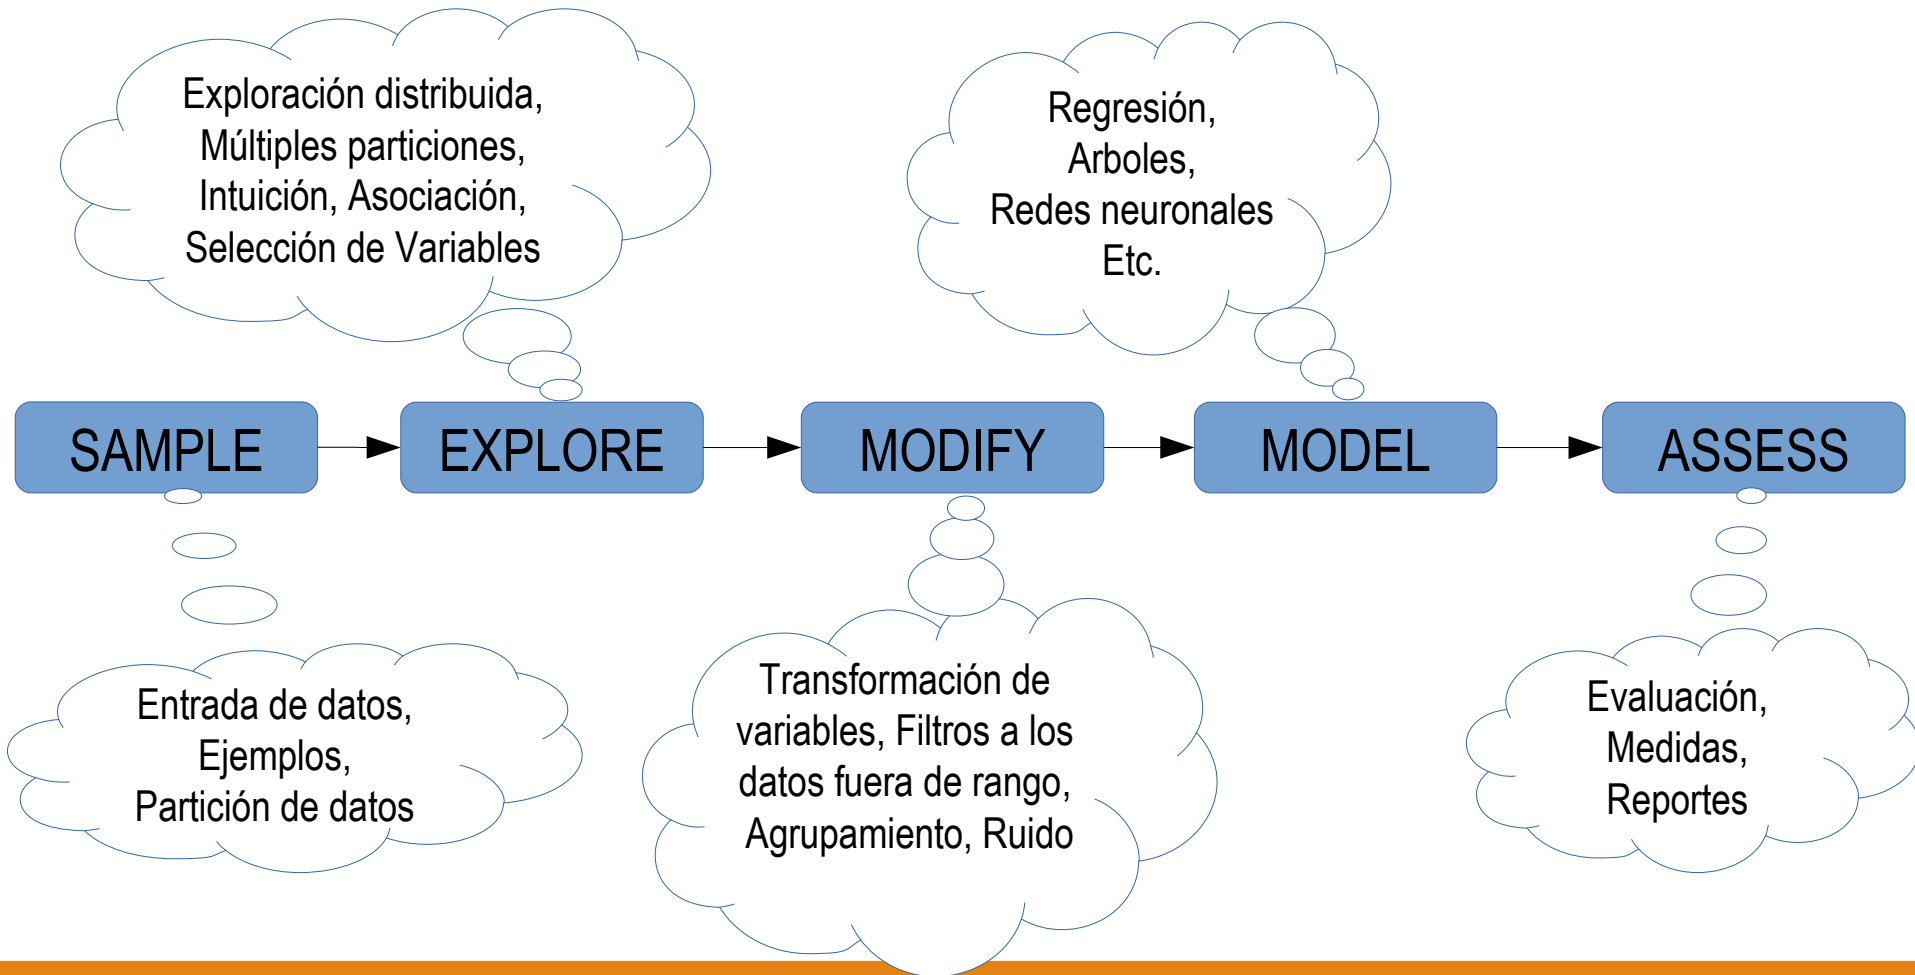 Exploración distribuida,
Múltiples particiones,
Intuición, Asociación,
Selección de Variables
Regresión,
Arboles,
Redes neuronales
Etc.
SAMPLE
EXPLORE
MODIFY
MODEL
ASSESS
Entrada de datos,
Ejemplos,
Partición de datos
Transformación de
variables, Filtros a los
datos fuera de rango,
Agrupamiento, Ruido
Evaluación,
Medidas,
Reportes